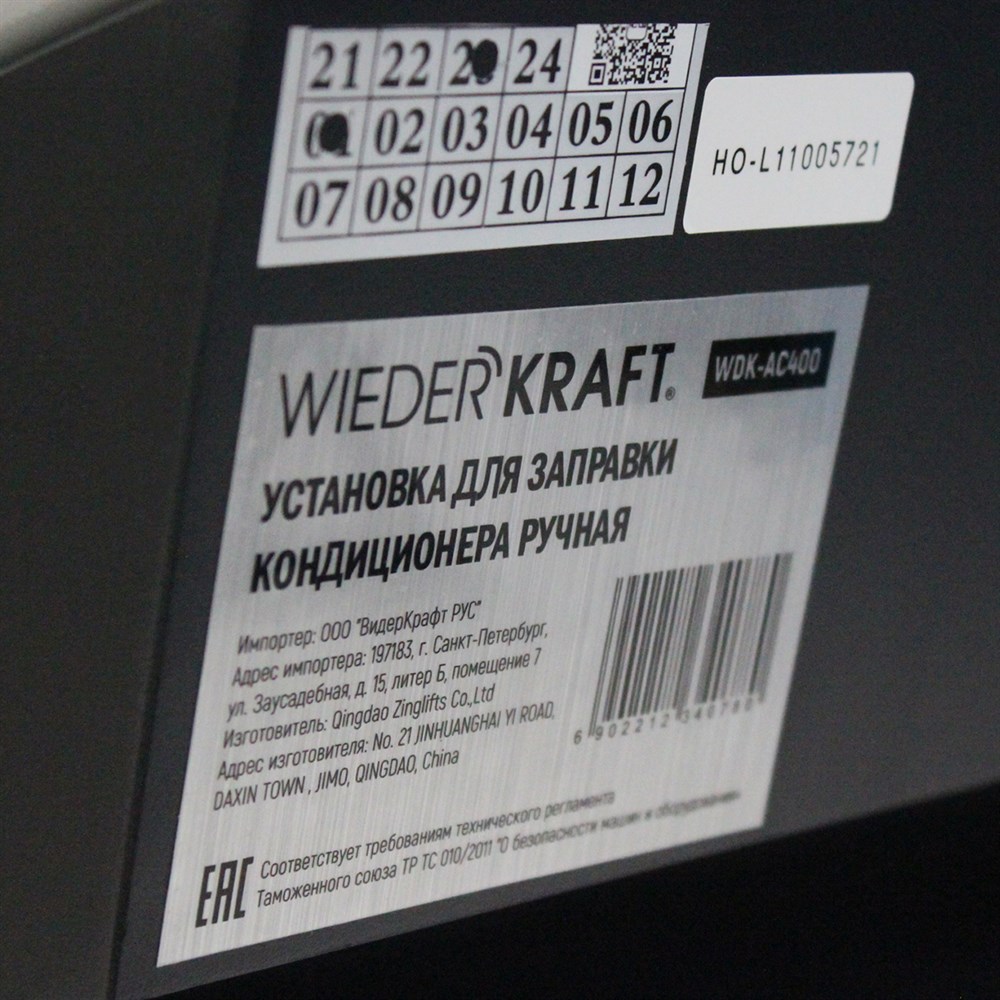 21 22 24
02 03 04 05 06
07 08 09 10 11 12
HO-L11005721
WIEDERKRAFT®
WDK-AC400
УСТАНОВКА ДЛЯ ЗАПРАВКИ
КОНДИЦИОНЕРА РУЧНАЯ
Импортер: ООО "ВидерКрафт РУС"
Адрес импортера: 197183, г. Санкт-Петербург,
ул. Заусадебная, д. 15, литер Б, помещение 7
Изготовитель: Qingdao Zinglifts Co.,Ltd
Адрес изготовителя: No. 21 JINHUANGHAI YI ROAD,
DAXIN TOWN , JIMO, QINGDAO, China
6 902212 340780
EAC
Соответствует требованиям технического регламента
Таможенного союза ТР ТС 010/2011 "О безопасности машин и оборудования"